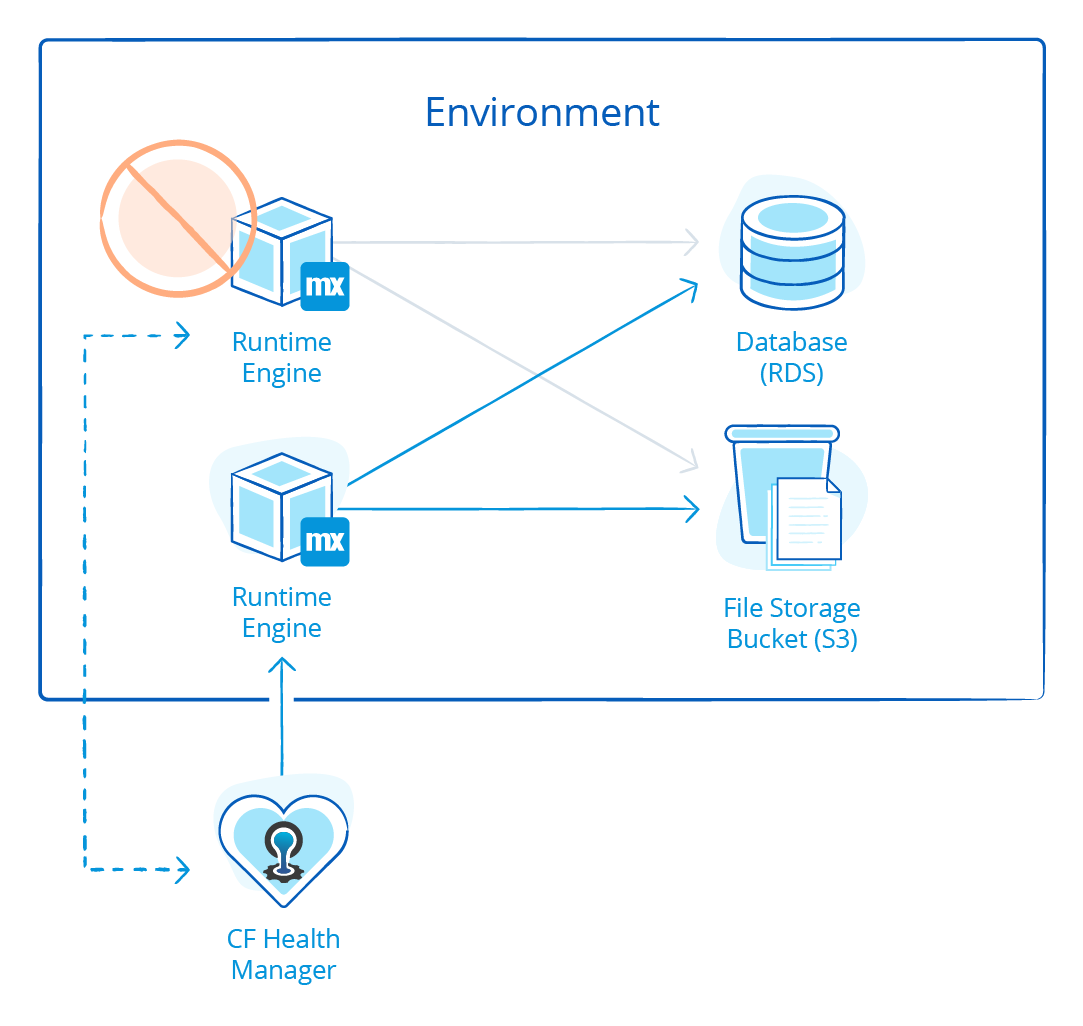 Environment
mx
Runtime
Engine
Database
(RDS)
mx
Runtime
Engine
File Storage
Bucket (S3)
CF Health
Manager